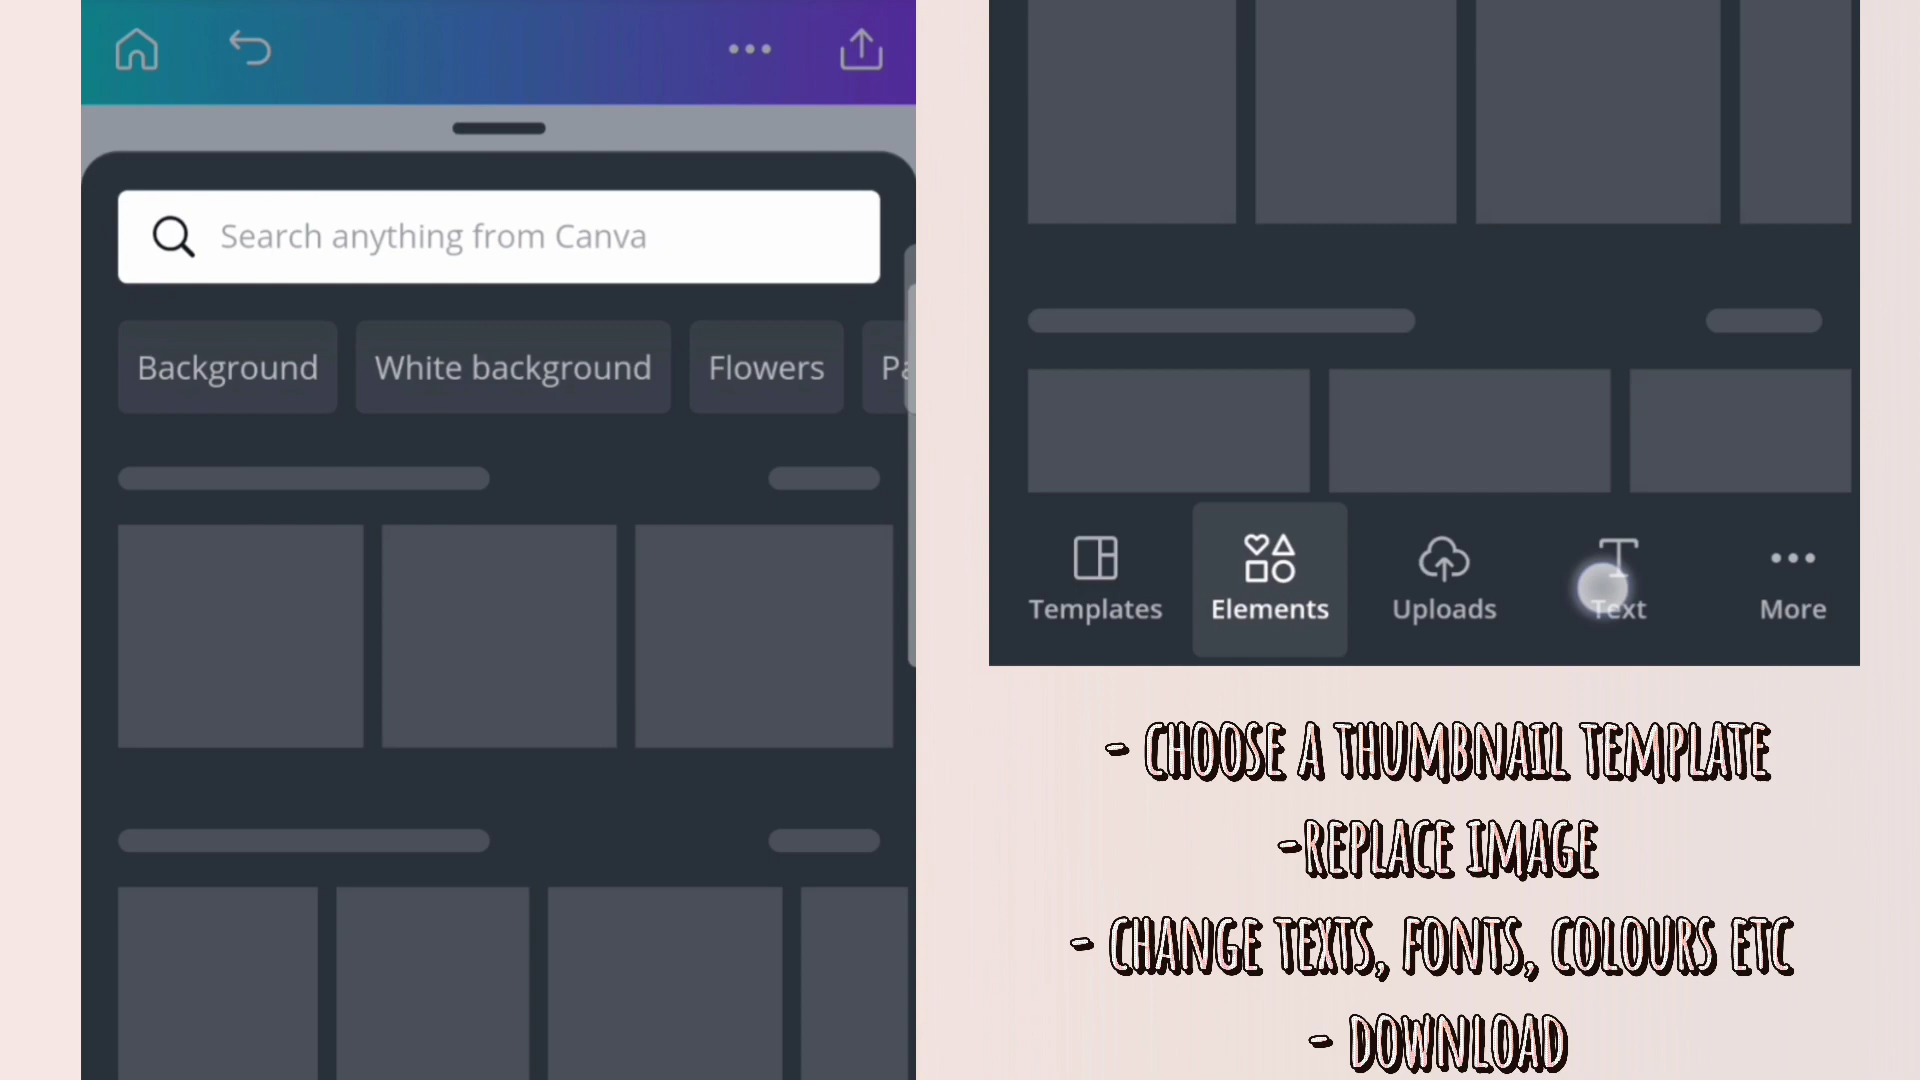 Search anything from Canva
Background
White background
Flowers
Templates
Elements
Uploads
Text
More
- CHOOSE A THUMBNAIL TEMPLATE
-REPLACE IMAGE
- CHANGE TEXTS, FONTS, COLOURS ETC
- DOWNLOAD